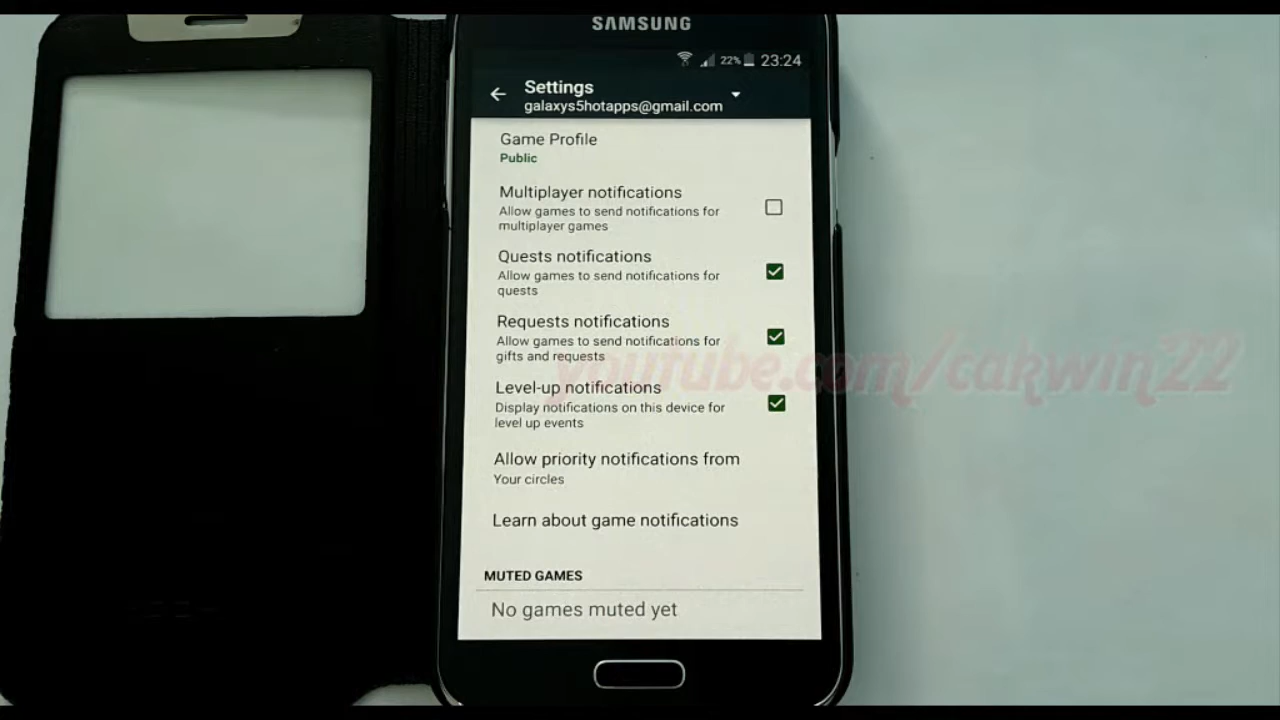 SAMSUNG
22% 23:24
Settings
galaxys5hotapps@gmail.com
Game Profile
Public
Multiplayer notifications
Allow games to send notifications for
multiplayer games
Quests notifications
Allow games to send notifications for
quests
Requests notifications
Allow games to send notifications for
gifts and requests
youtube.com/cakwin22
Level-up notifications
Display notifications on this device for
level up events
Allow priority notifications from
Your circles
Learn about game notifications
MUTED GAMES
No games muted yet